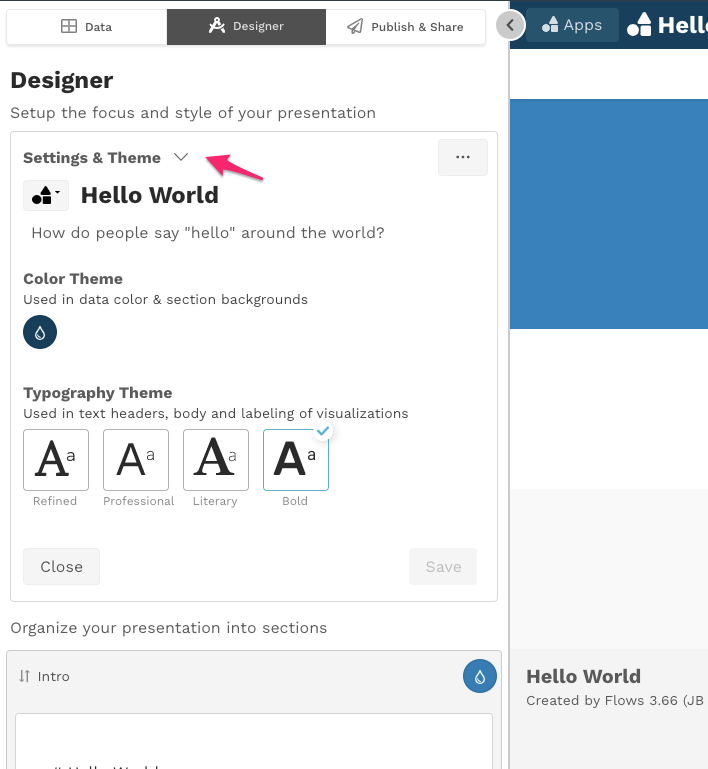 Data
Designer
Publish & Share
Apps
Designer
Setup the focus and style of your presentation
Settings & Theme
...
Hello World
How do people say "hello" around the world?
Color Theme
Used in data color & section backgrounds
Typography Theme
Used in text headers, body and labeling of visualizations
Aa
Aa
Aa
Aa
Refined
Professional
Literary
Bold
Close
Save
Organize your presentation into sections
Intro
Hello World
Created by Flows 3.66 (JB